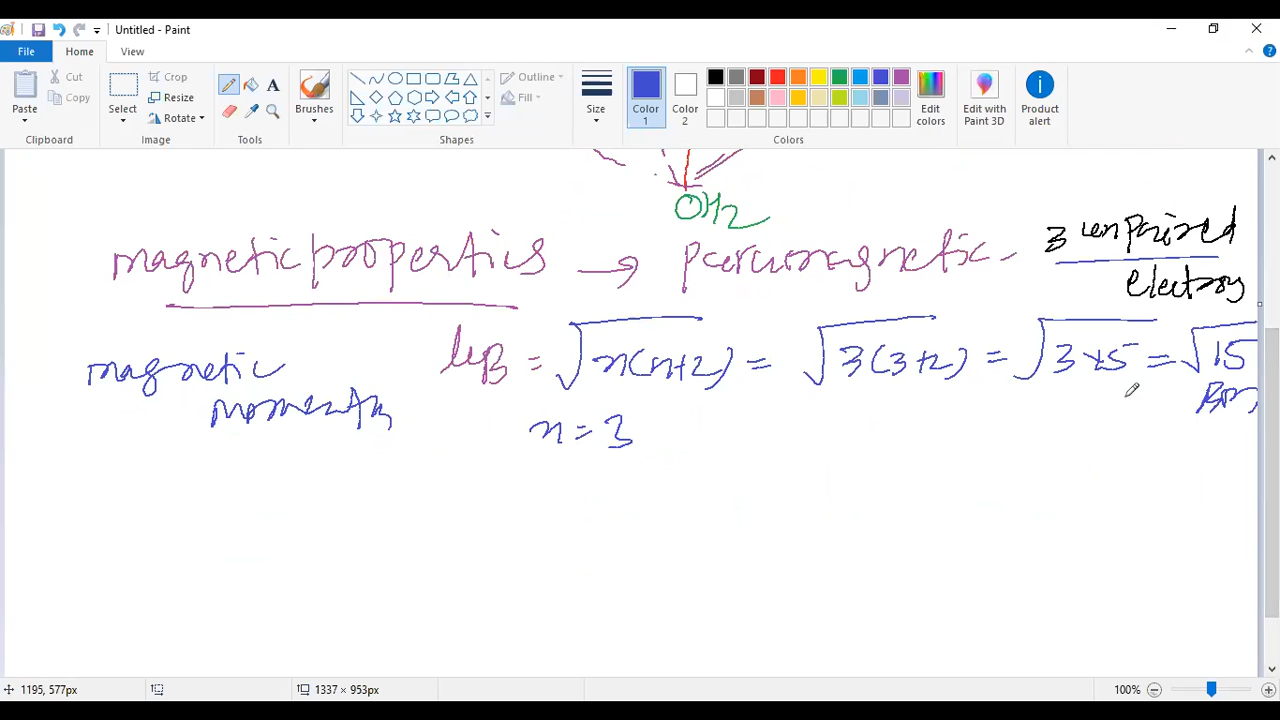 Untitled - Paint
File Home View
Paste Cut Copy
Select Crop Resize Rotate
Brushes
Outline Fill
Size
Color 1 Color 2
Edit colors
Edit with Paint 3D
Product alert
Clipboard Image Tools Shapes Colors
OH2
magnetic properties → paramagnetic - 3 unpaired
electrons
μB = √n(n+2) = √3(3+2) = √3×5 = √15
magnetic
momentum
BM
n = 3
1195, 577px 1337 × 953px 100%